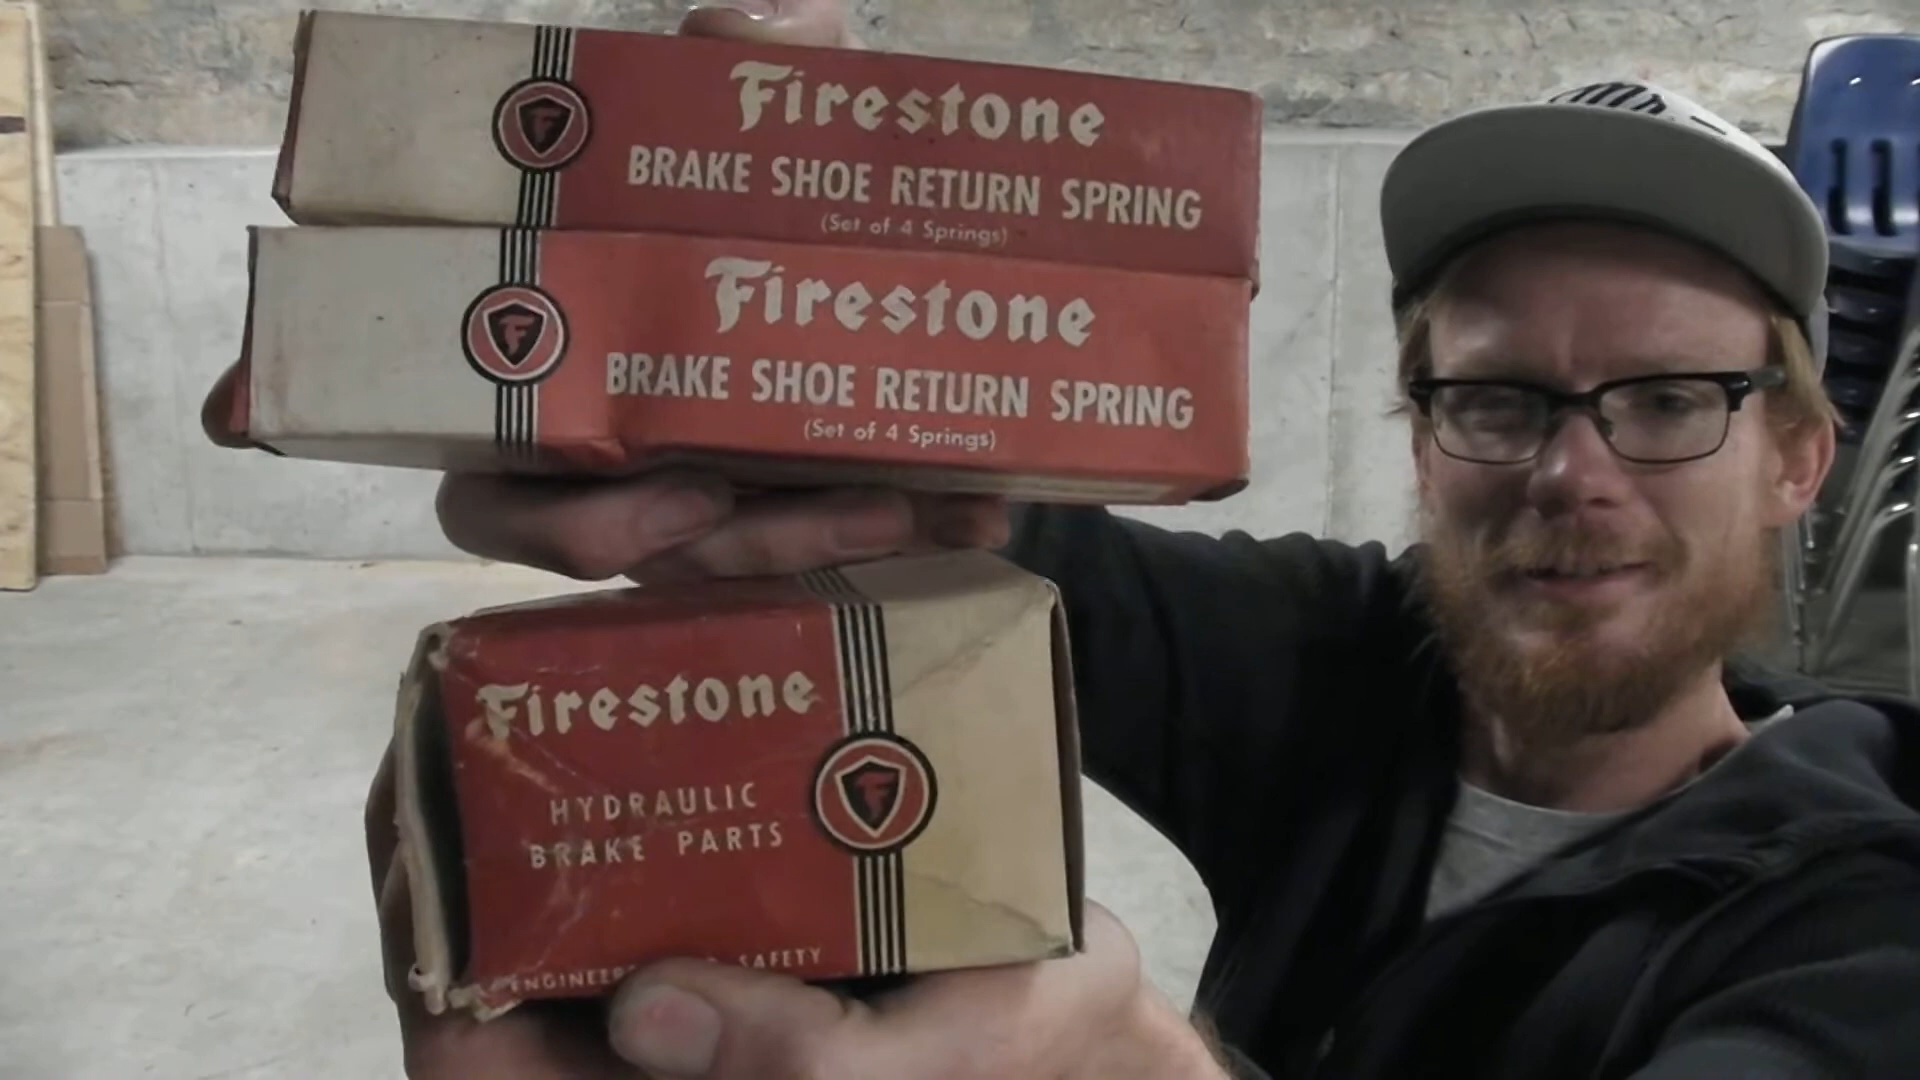 Firestone
BRAKE SHOE RETURN SPRING
(Set of 4 Springs)
F
Firestone
BRAKE SHOE RETURN SPRING
(Set of 4 Springs)
F
Firestone
HYDRAULIC
BRAKE PARTS
SAFETY
F
Mr.